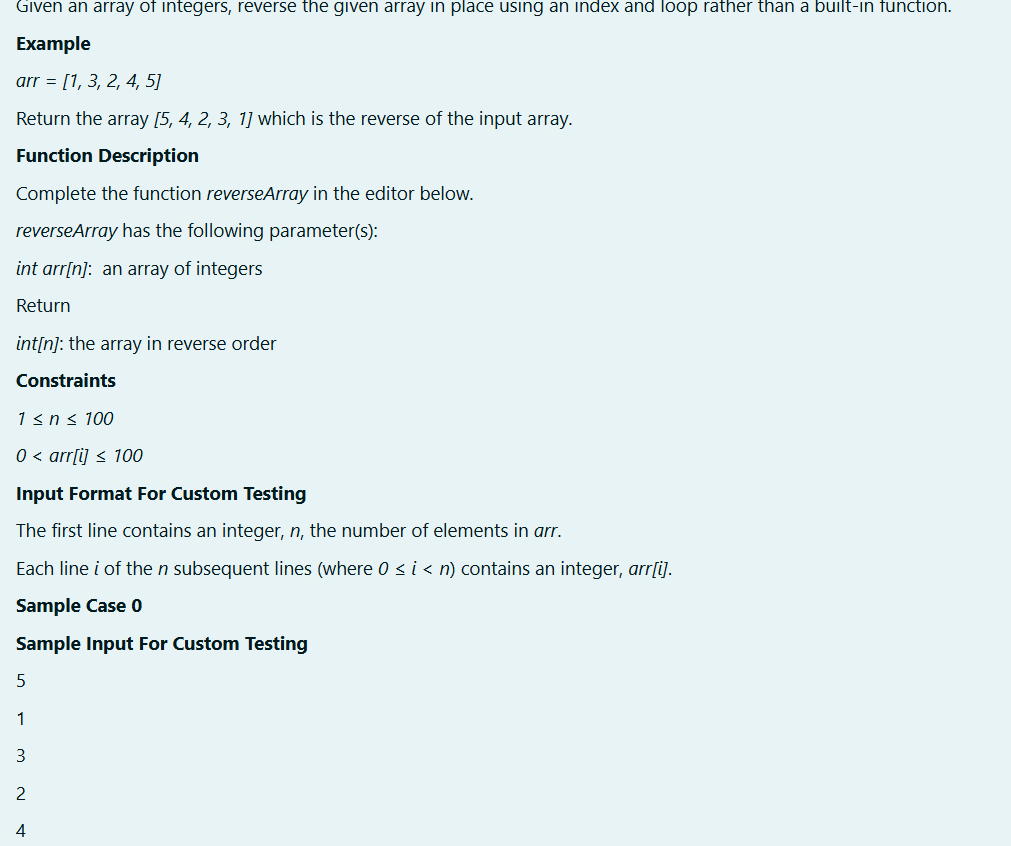 Given an array of integers, reverse the given array in place using an index and loop rather than a built-in function.
Example
arr = [1, 3, 2, 4, 5]
Return the array [5, 4, 2, 3, 1] which is the reverse of the input array.
Function Description
Complete the function reverseArray in the editor below.
reverseArray has the following parameter(s):
int arr[n]: an array of integers
Return
int[n]: the array in reverse order
Constraints
1 ≤ n ≤ 100
0 < arr[i] ≤ 100
Input Format For Custom Testing
The first line contains an integer, n, the number of elements in arr.
Each line i of the n subsequent lines (where 0 ≤ i < n) contains an integer, arr[i].
Sample Case 0
Sample Input For Custom Testing
5
1
3
2
4